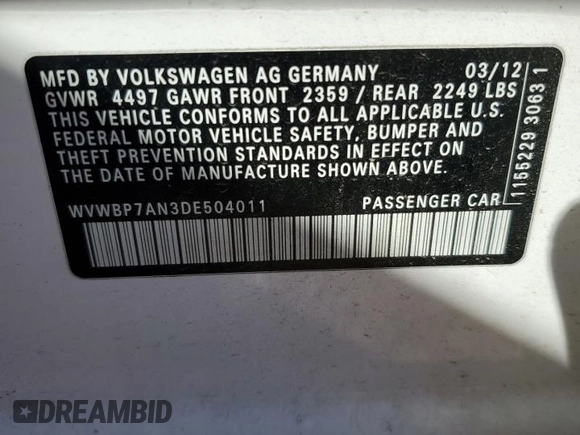 MFD BY VOLKSWAGEN AG GERMANY 03/12
GVWR 4497 GAWR FRONT 2359 / REAR 2249 LBS
THIS VEHICLE CONFORMS TO ALL APPLICABLE U.S.
FEDERAL MOTOR VEHICLE SAFETY, BUMPER AND
THEFT PREVENTION STANDARDS IN EFFECT ON
THE DATE OF MANUFACTURE SHOWN ABOVE.
WVWBP7AN3DE504011 PASSENGER CAR
1155229 3063 1
DREAMBID